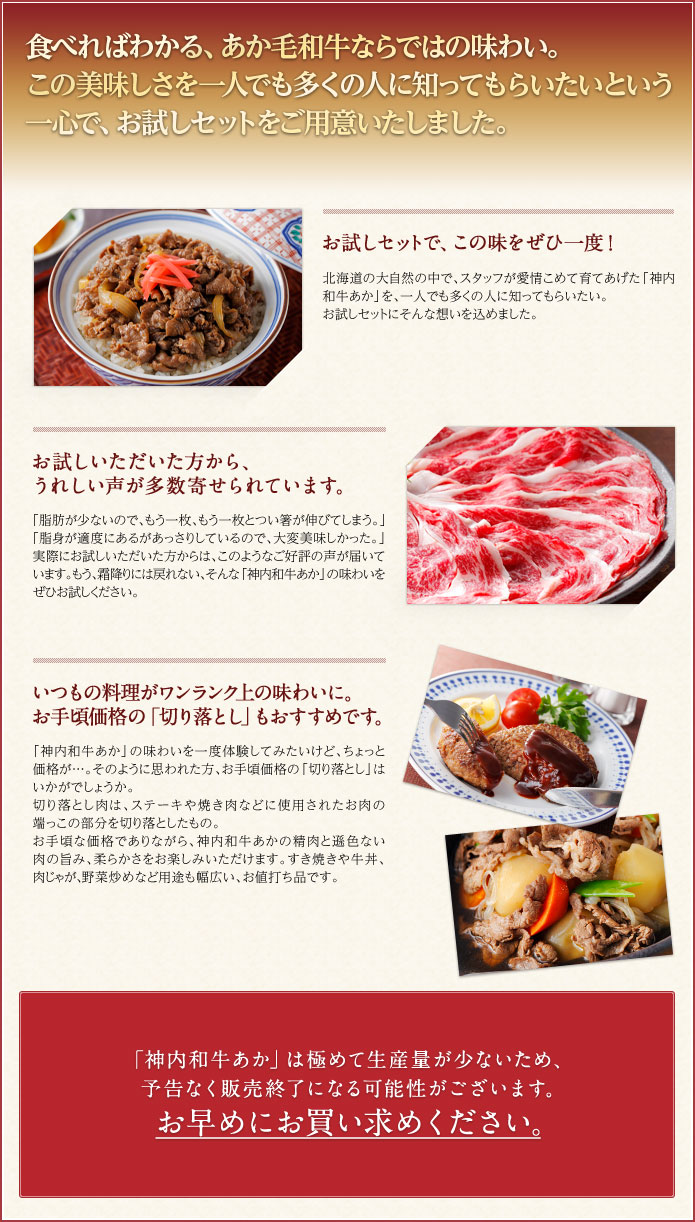 食べればわかる、あか毛和牛ならではの味わい。
この美味しさを一人でも多くの人に知ってもらいたいという
一心で、お試しセットをご用意いたしました。
お試しセットで、この味をぜひ一度！
北海道の大自然の中で、スタッフが愛情こめて育てあげた「神内
和牛あか」を、一人でも多くの人に知ってもらいたい。
お試しセットにそんな想いを込めました。
お試しいただいた方から、
うれしい声が多数寄せられています。
「脂肪が少ないので、もう一枚、もう一枚とつい箸が伸びてしまう。」
「脂身が適度にあるがあっさりしているので、大変美味しかった。」
実際にお試しいただいた方からは、このようなご好評の声が届いて
います。もう、霜降りには戻れない、そんな「神内和牛あか」の味わいを
ぜひお試しください。
いつもの料理がワンランク上の味わいに。
お手頃価格の「切り落とし」もおすすめです。
「神内和牛あか」の味わいを一度体験してみたいけど、ちょっと
価格が…。そのように思われた方、お手頃価格の「切り落とし」は
いかがでしょうか。
切り落とし肉は、ステーキや焼き肉などに使用されたお肉の
端っこの部分を切り落としたもの。
お手頃な価格でありながら、神内和牛あかの精肉と遜色ない
肉の旨み、柔らかさをお楽しみいただけます。すき焼きや牛丼、
肉じゃが、野菜炒めなど用途も幅広い、お値打ち品です。
「神内和牛あか」は極めて生産量が少ないため、
予告なく販売終了になる可能性がございます。
お早めにお買い求めください。